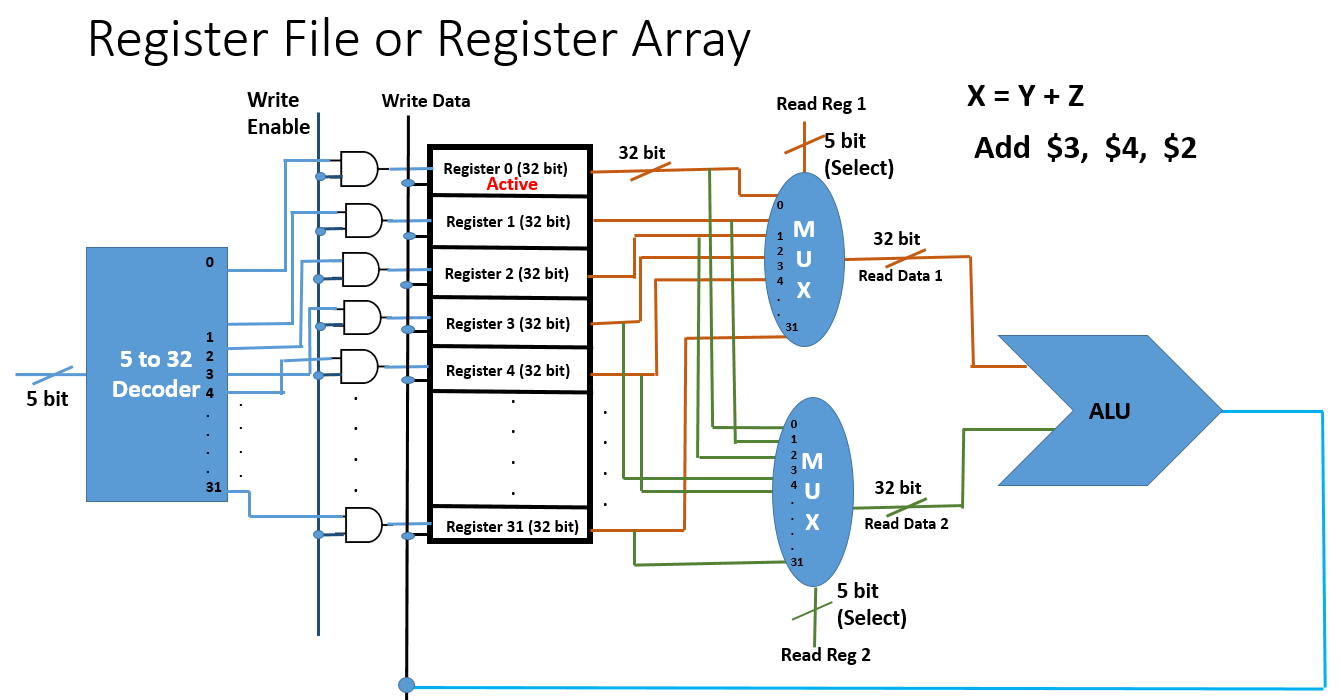 Register File or Register Array
Write
Enable
Write Data
Read Reg 1
X = Y + Z
Add $3, $4, $2
5 bit
(Select)
32 bit
Register 0 (32 bit)
Active
Register 1 (32 bit)
Register 2 (32 bit)
Register 3 (32 bit)
Register 4 (32 bit)
.
.
.
.
Register 31 (32 bit)
5 to 32
Decoder
0
1
2
3
4
.
.
.
.
31
5 bit
.
.
.
.
.
.
.
.
.
.
.
.
0
1
2
3
4
.
.
31
M
U
X
32 bit
Read Data 1
0
1
2
3
4
.
.
.
.
31
M
U
X
32 bit
Read Data 2
5 bit
(Select)
Read Reg 2
ALU